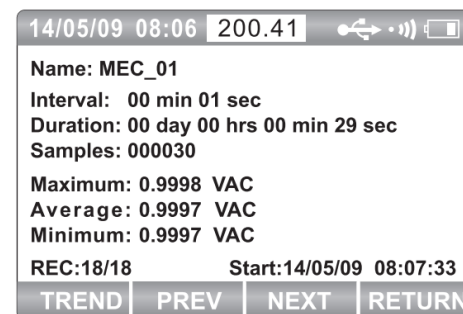 14/05/09 08:06 200.41
Name: MEC_01
Interval: 00 min 01 sec
Duration: 00 day 00 hrs 00 min 29 sec
Samples: 000030
Maximum: 0.9998 VAC
Average: 0.9997 VAC
Minimum: 0.9997 VAC
REC:18/18 Start:14/05/09 08:07:33
TREND PREV NEXT RETURN